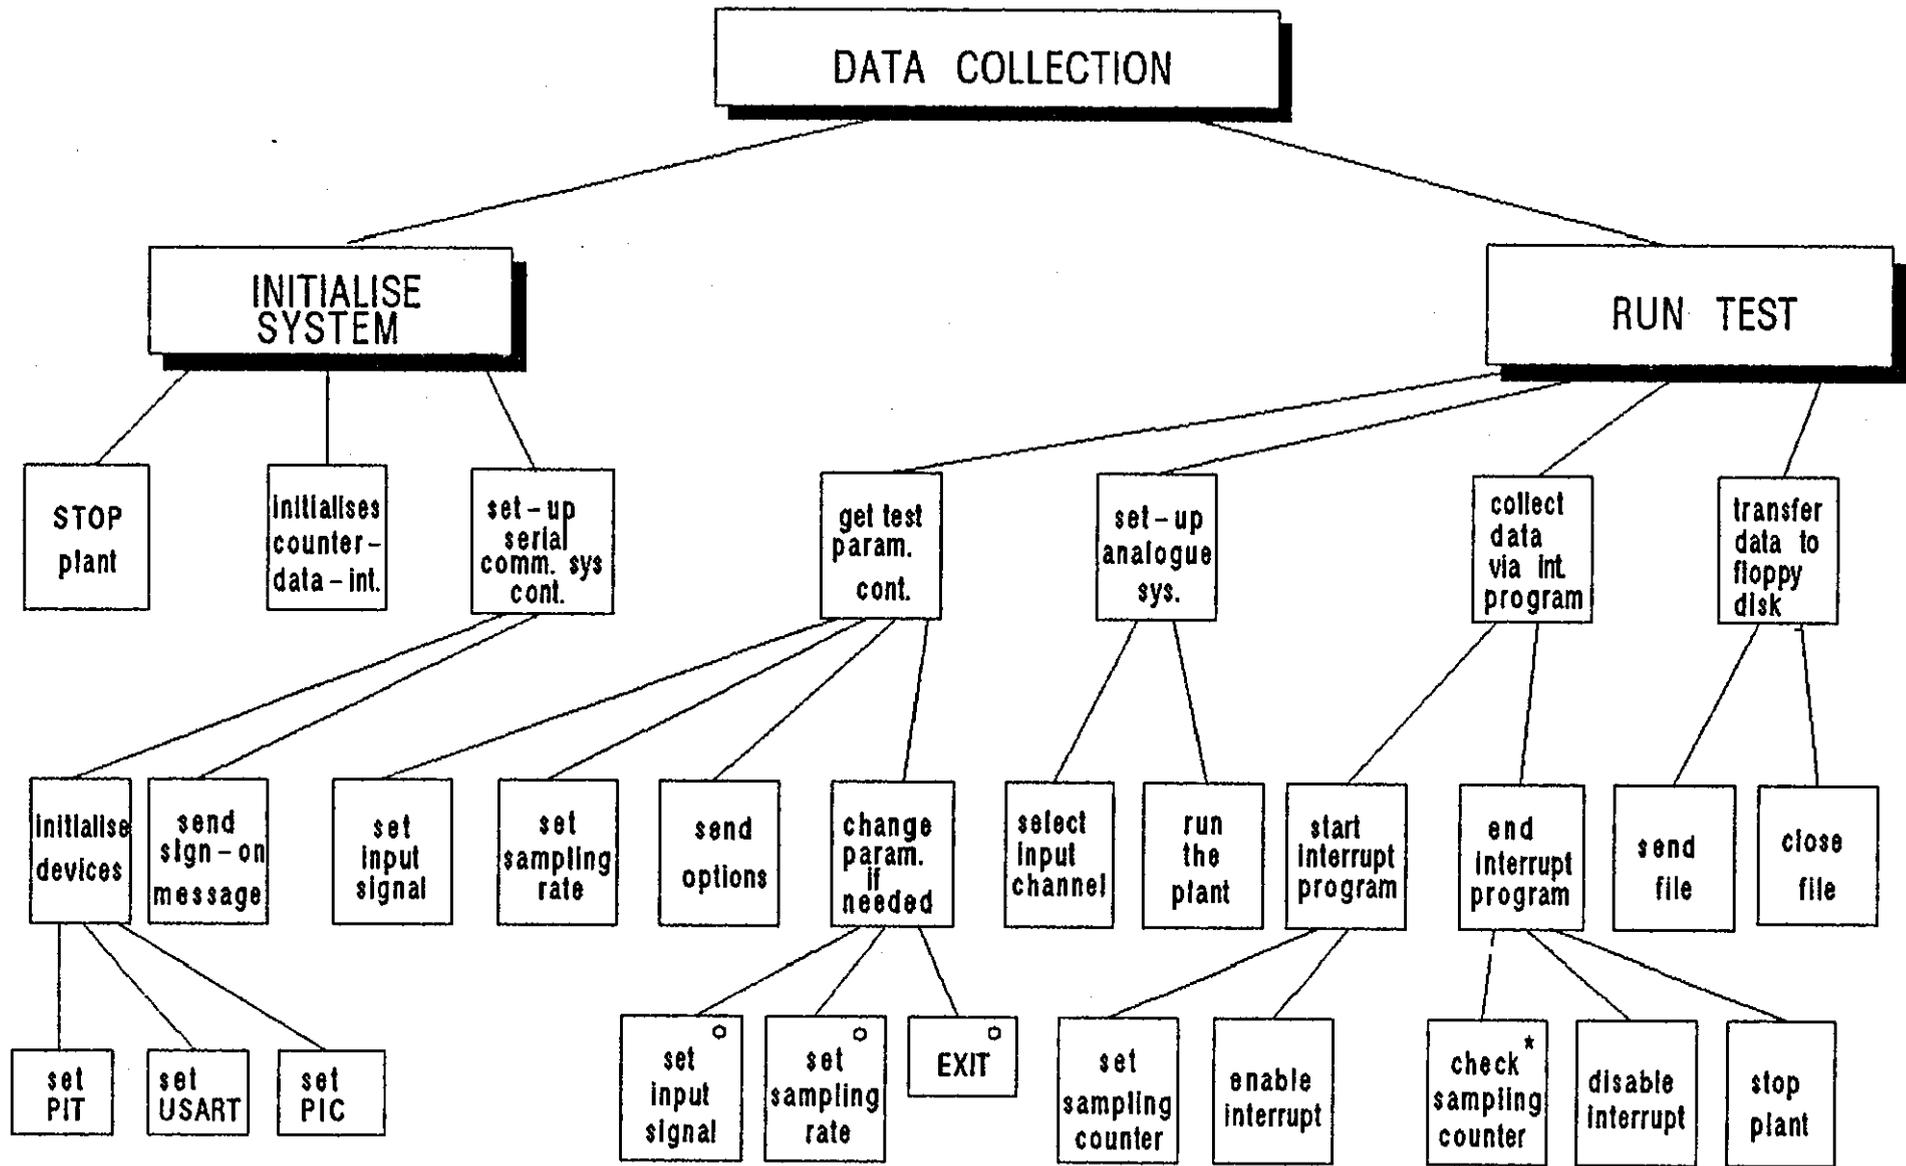 DATA COLLECTION
INITIALISE
SYSTEM
RUN TEST
STOP
plant
initialises
counter-
data-int.
set-up
serial
comm. sys
cont.
get test
param.
cont.
set-up
analogue
sys.
collect
data
via int.
program
transfer
data to
floppy
disk
initialise
devices
send
sign-on
message
set
input
signal
set
sampling
rate
send
options
change
param.
if
needed
select
input
channel
run
the
plant
start
interrupt
program
end
interrupt
program
send
file
close
file
set
PIT
set
USART
set
PIC
set
input
signal
set
sampling
rate
EXIT
set
sampling
counter
enable
interrupt
check*
sampling
counter
disable
interrupt
stop
plant